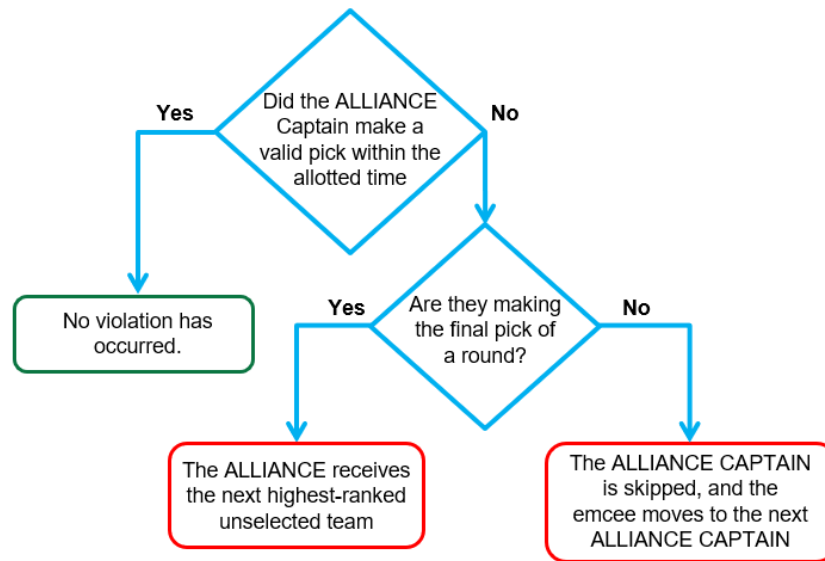 Did the ALLIANCE
Captain make a
valid pick within the
allotted time
Yes
No
No violation has
occurred.
Are they making
the final pick of
a round?
Yes
No
The ALLIANCE receives
the next highest-ranked
unselected team
The ALLIANCE CAPTAIN
is skipped, and the
emcee moves to the next
ALLIANCE CAPTAIN